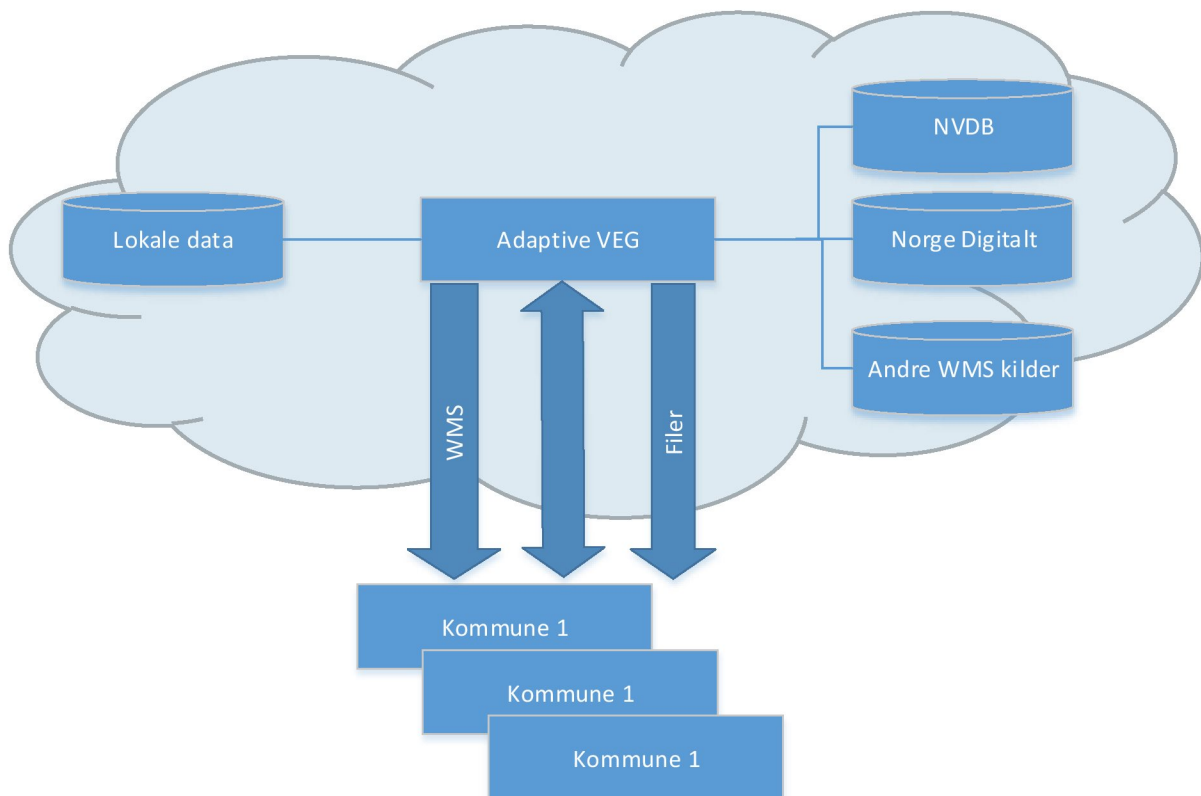 NVDB
Lokale data
Adaptive VEG
Norge Digitalt
Andre WMS kilder
WMS
Filer
Kommune 1
Kommune 1
Kommune 1